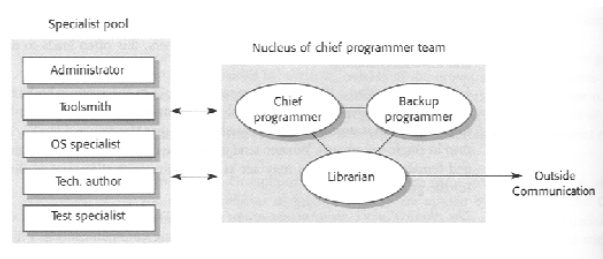 Specialist pool
Administrator
Toolsmith
OS specialist
Tech. author
Test specialist
Nucleus of chief programmer team
Chief
programmer
Backup
programmer
Librarian
Outside
Communication